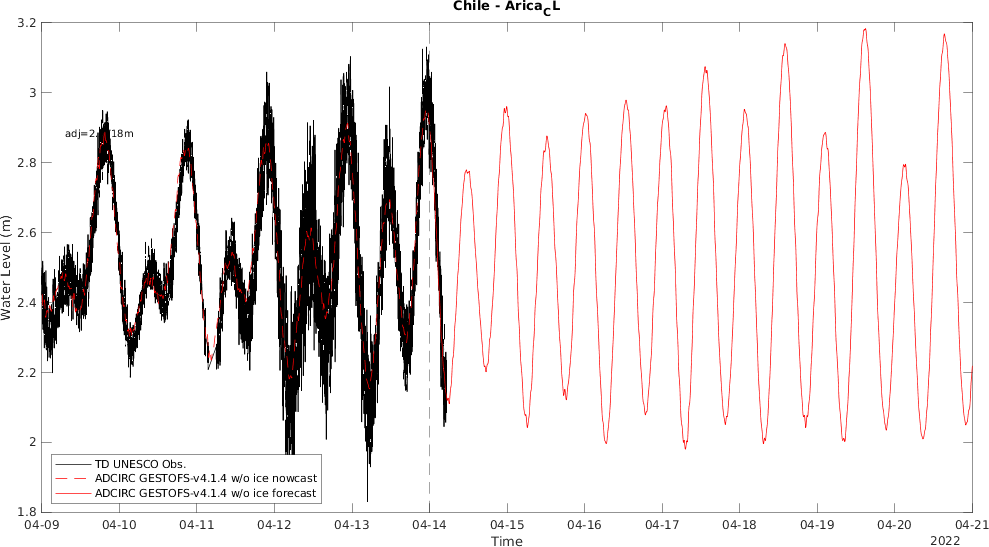 Chile - Arica_CL
3.2
3
2.8
2.6
2.4
2.2
2
1.8
Water Level (m)
18m
TD UNESCO Obs.
ADCIRC GESTOFS-v4.1.4 w/o ice nowcast
ADCIRC GESTOFS-v4.1.4 w/o ice forecast
04-09 04-10 04-11 04-12 04-13 04-14 04-15 04-16 04-17 04-18 04-19 04-20 04-21
Time
2022